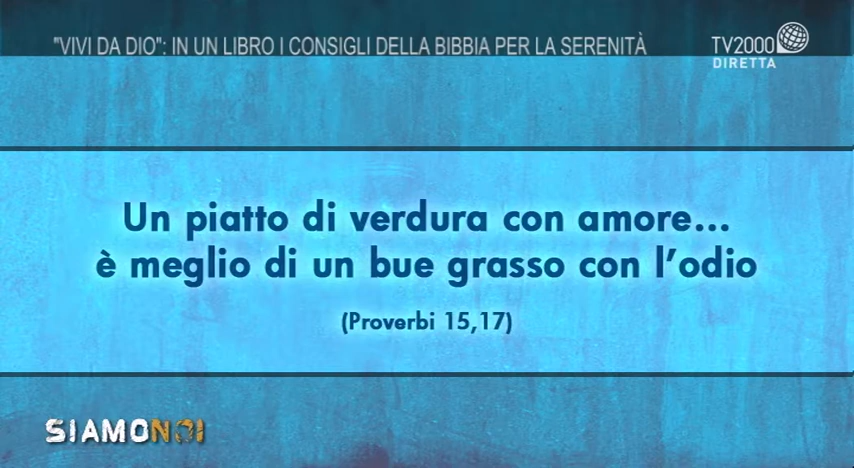 "VIVI DA DIO": IN UN LIBRO I CONSIGLI DELLA BIBBIA PER LA SERENITÀ
TV2000
DIRETTA
Un piatto di verdura con amore...
è meglio di un bue grasso con l'odio
(Proverbi 15,17)
SIAMONOI